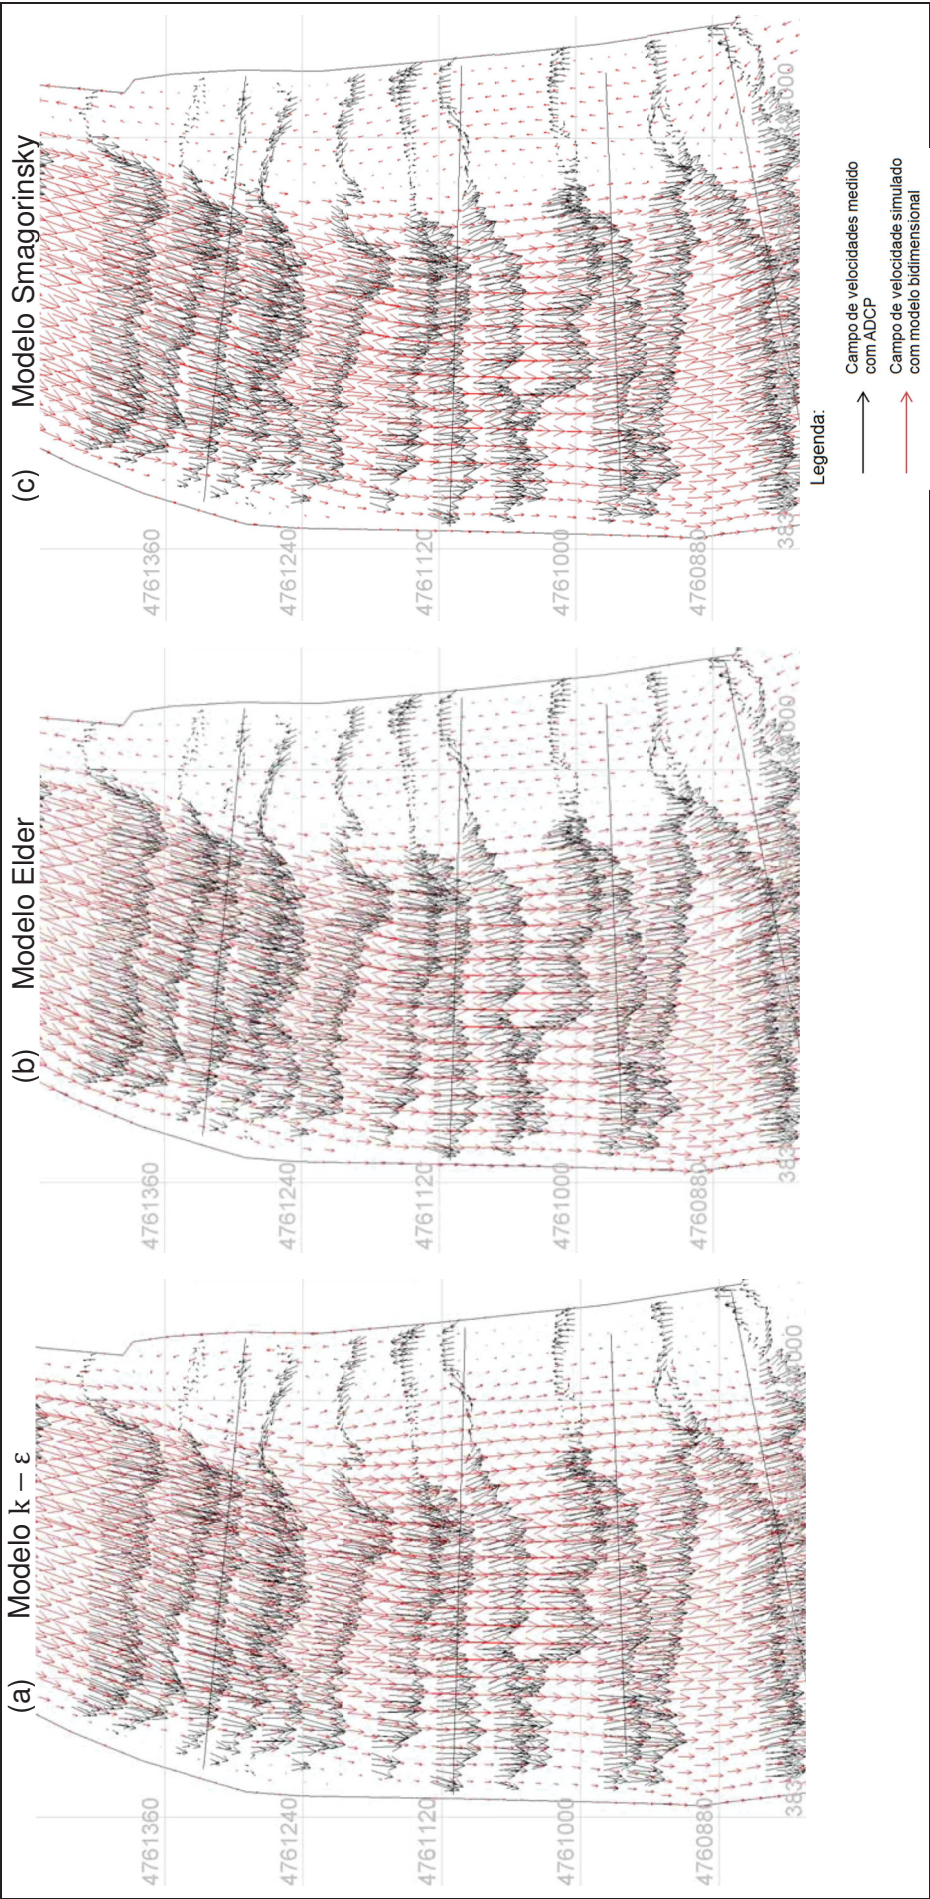 (a) Modelo k − ε
4761360
4761240
4761120
4761000
4760880
(b) Modelo Elder
4761360
4761240
4761120
4761000
4760880
(c) Modelo Smagorinsky
4761360
4761240
4761120
4761000
4760880
Legenda:
Campo de velocidades medido
com ADCP
Campo de velocidade simulado
com modelo bidimensional